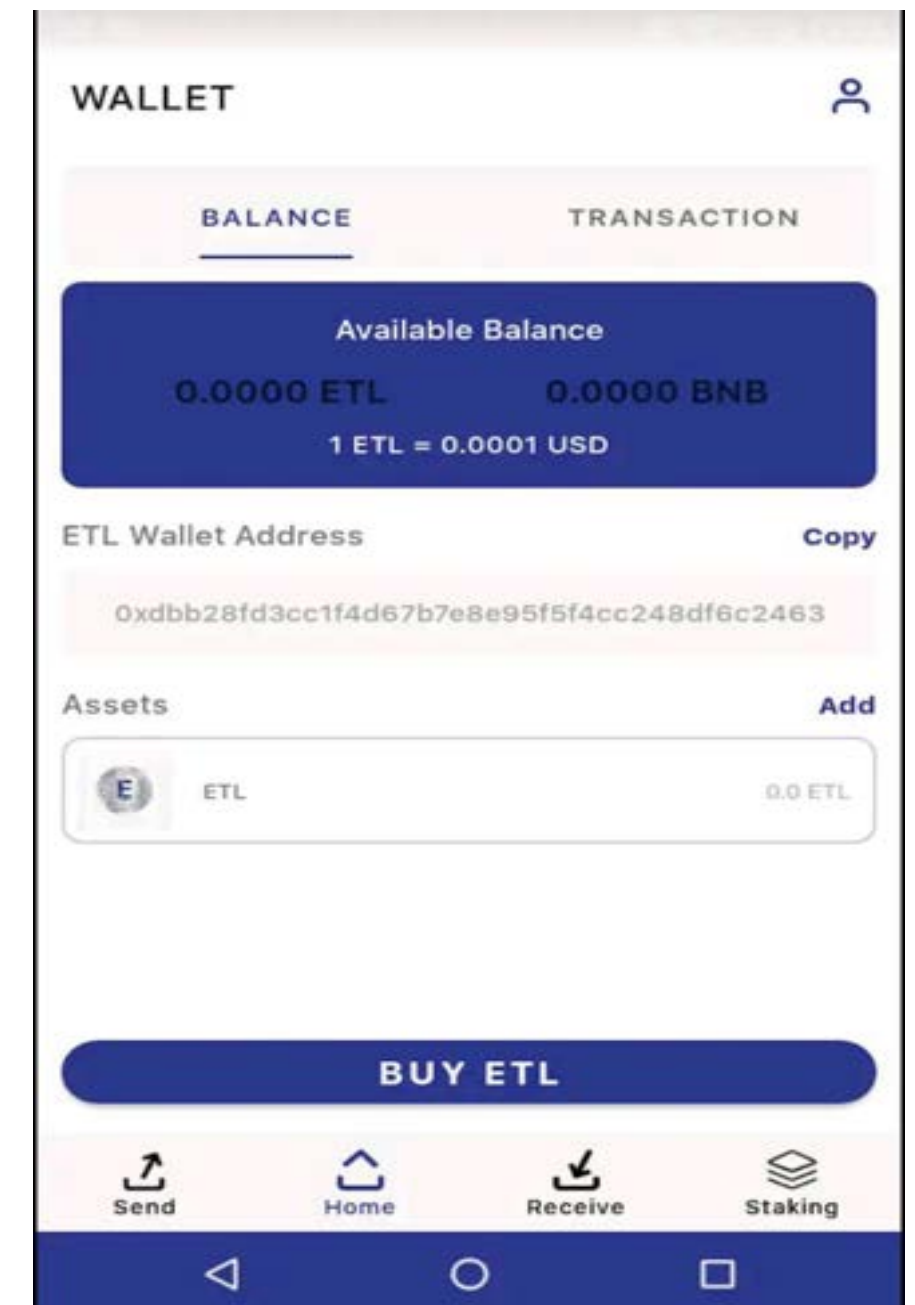 WALLET
BALANCE TRANSACTION
Available Balance
0.0000 ETL 0.0000 BNB
1 ETL = 0.0001 USD
ETL Wallet Address Copy
0xdbb28fd3cc1f4d67b7e8e95f5f4cc248df6c2463
Assets Add
E ETL 0.0 ETL
BUY ETL
Send Home Receive Staking